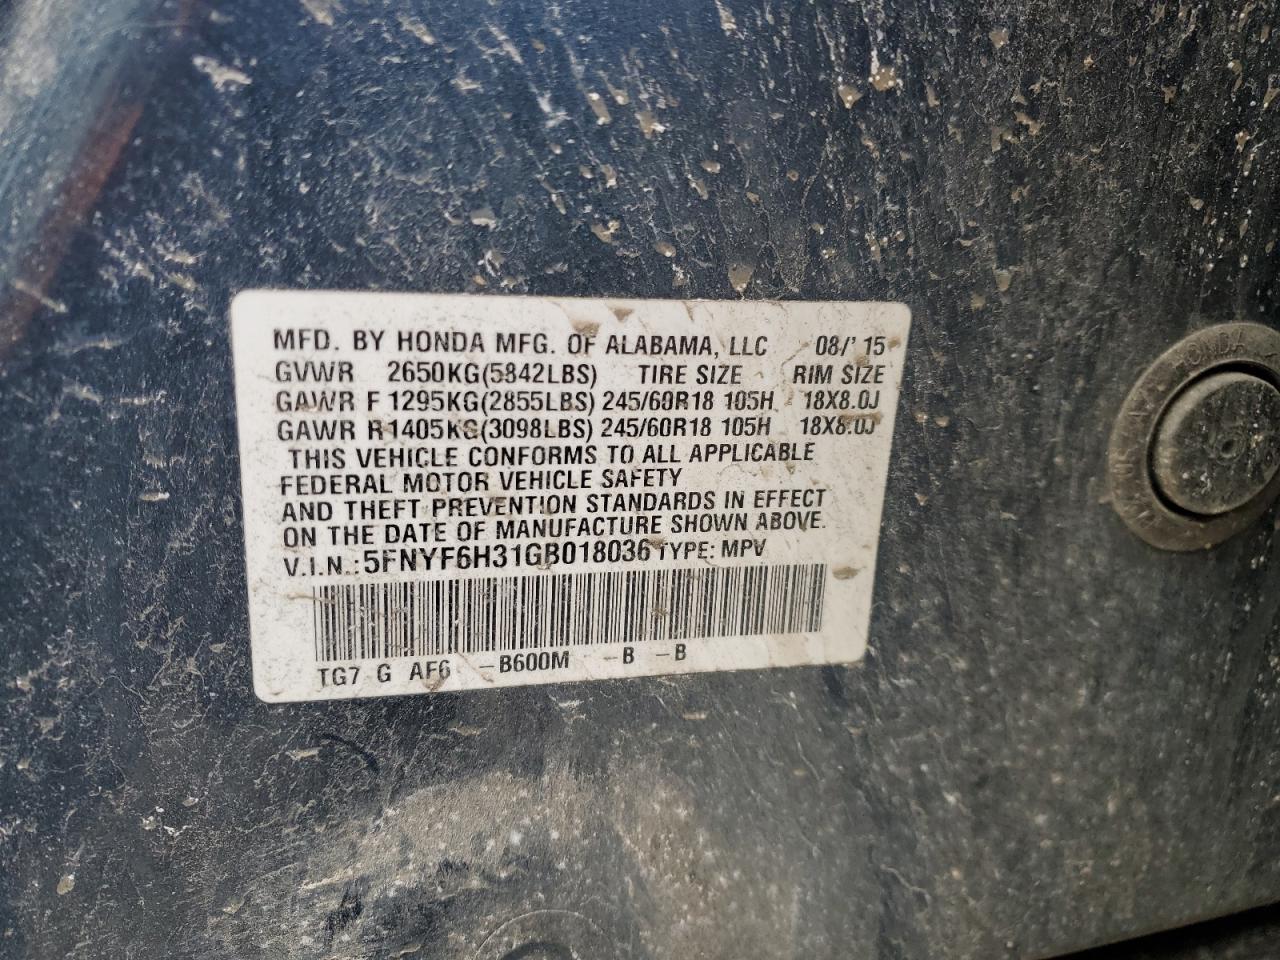 MFD. BY HONDA MFG. OF ALABAMA, LLC 08/'15
GVWR 2650KG(5842LBS) TIRE SIZE RIM SIZE
GAWR F 1295KG(2855LBS) 245/60R18 105H 18X8.0J
GAWR R 1405KG(3098LBS) 245/60R18 105H 18X8.0J
THIS VEHICLE CONFORMS TO ALL APPLICABLE
FEDERAL MOTOR VEHICLE SAFETY
AND THEFT PREVENTION STANDARDS IN EFFECT
ON THE DATE OF MANUFACTURE SHOWN ABOVE.
V.I.N.: 5FNYF6H31GB018036 TYPE: MPV
TG7 G AF6 -B600M -B -B
HONDA